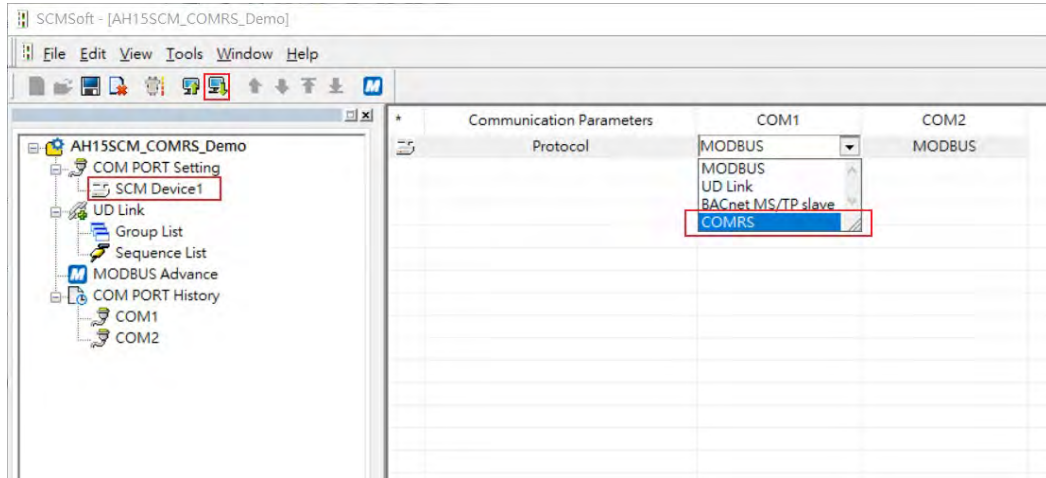 SCMSoft - [AH15SCM_COMRS_Demo]
File Edit View Tools Window Help
M
* Communication Parameters COM1 COM2
Protocol MODBUS MODBUS
MODBUS
UD Link
BACnet MS/TP slave
COMRS
AH15SCM_COMRS_Demo
COM PORT Setting
SCM Device1
UD Link
Group List
Sequence List
M MODBUS Advance
COM PORT History
COM1
COM2